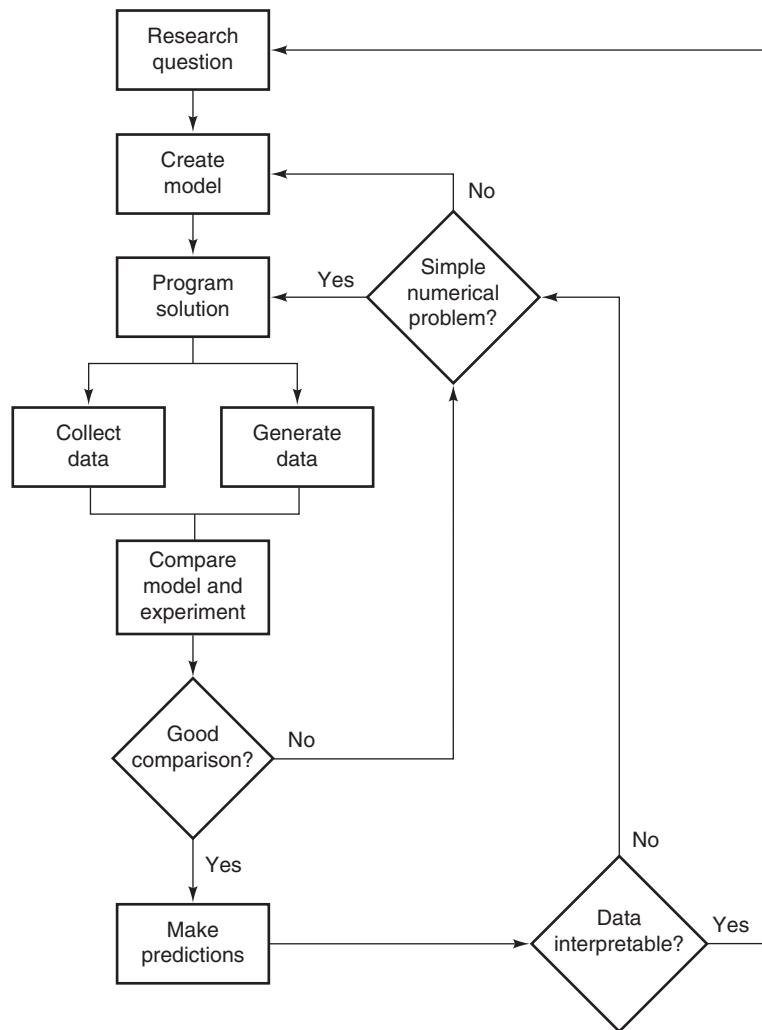 Research
question
Create
model
No
Simple
numerical
problem?
Yes
Program
solution
Collect
data
Generate
data
Compare
model and
experiment
Good
comparison?
No
Yes
Make
predictions
No
Data
interpretable?
Yes